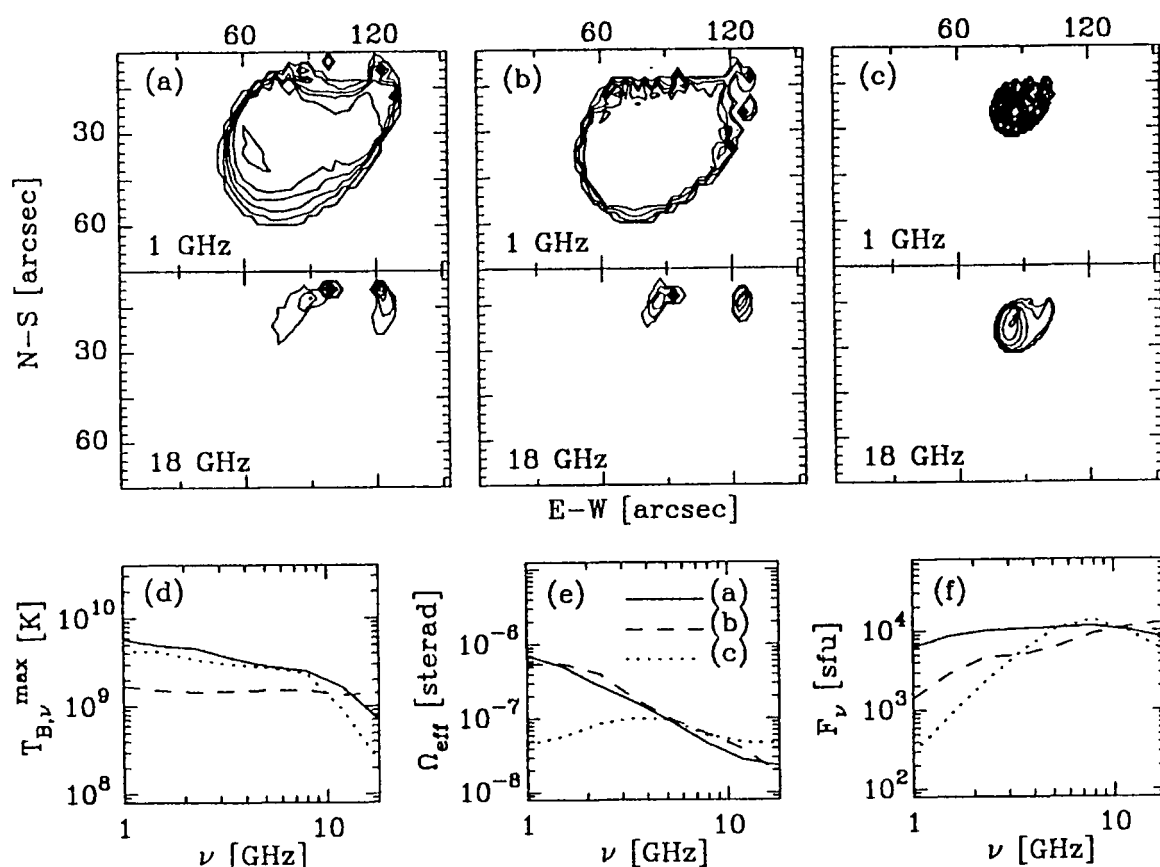 60 120 60 120 60 120
(a) (b) (c)
30
60
1 GHz 1 GHz 1 GHz
N-S [arcsec]
30
60
18 GHz 18 GHz 18 GHz
E-W [arcsec]
(d)
10^10
10^9
10^8
T_B,ν^max [K]
1 10
ν [GHz]
(e)
(a)
(b)
(c)
10^-6
10^-7
10^-8
Ω_eff [sterad]
1 10
ν [GHz]
(f)
10^4
10^3
10^2
F_ν [sfu]
1 10
ν [GHz]